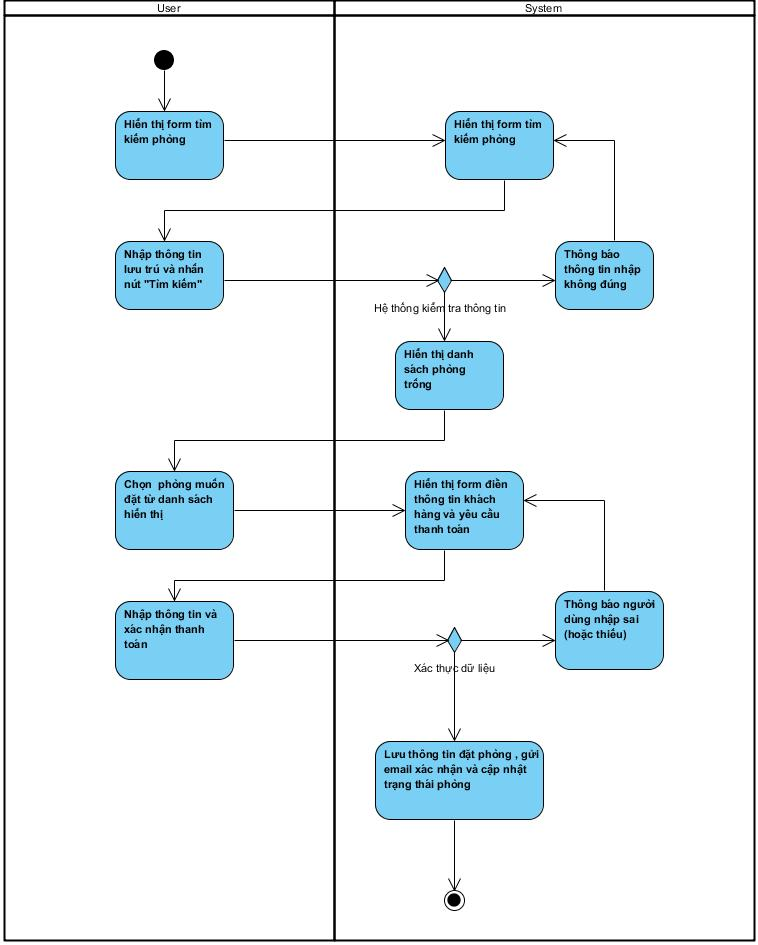 User
System
Hiển thị form tìm
kiếm phòng
Hiển thị form tìm
kiếm phòng
Nhập thông tin
lưu trú và nhấn
nút "Tìm kiếm"
Thông báo
thông tin nhập
không đúng
Hệ thống kiểm tra thông tin
Hiển thị danh
sách phòng
trống
Chọn phòng muốn
đặt từ danh sách
hiển thị
Hiển thị form điền
thông tin khách
hàng và yêu cầu
thanh toán
Nhập thông tin và
xác nhận thanh
toán
Thông báo người
dùng nhập sai
(hoặc thiếu)
Xác thực dữ liệu
Lưu thông tin đặt phòng , gửi
email xác nhận và cập nhật
trạng thái phòng